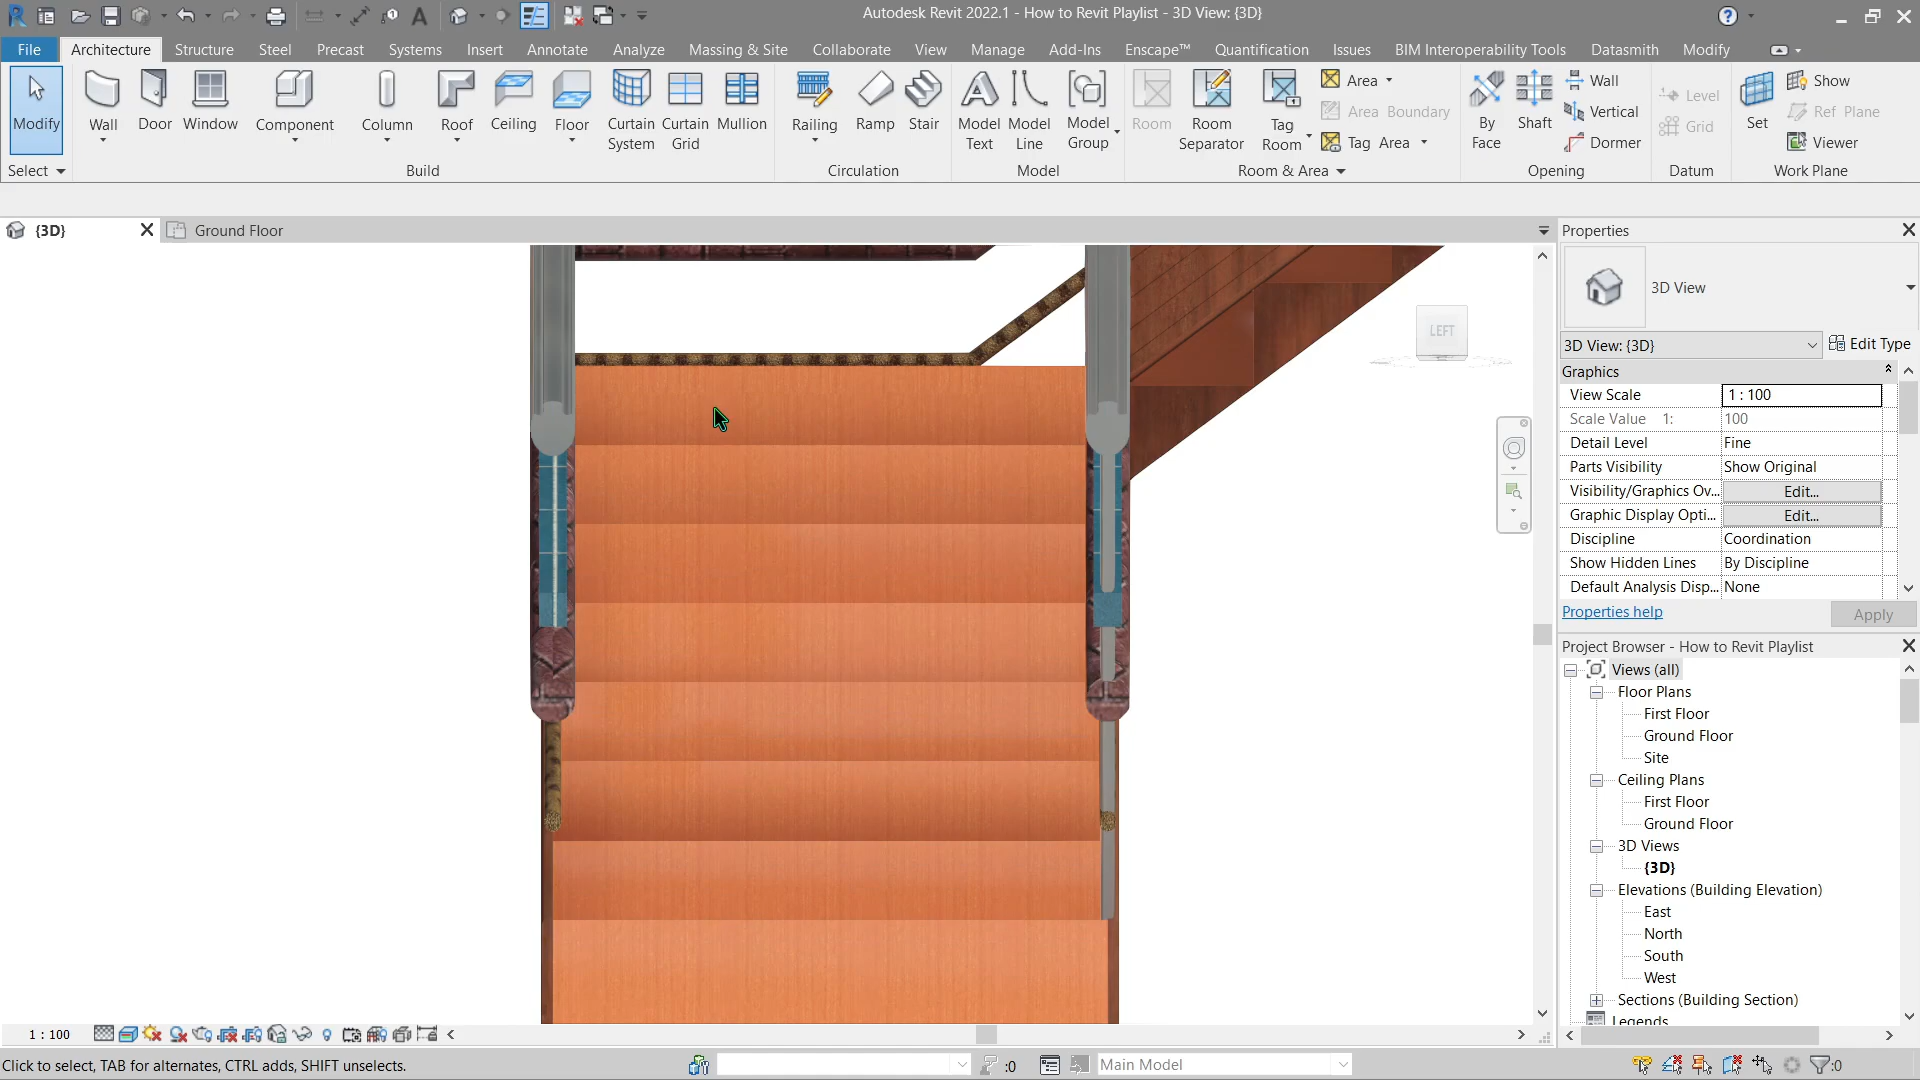 Autodesk Revit 2022.1 - How to Revit Playlist - 3D View: {3D}
File Architecture Structure Steel Precast Systems Insert Annotate Analyze Massing & Site Collaborate View Manage Add-Ins Enscape™ Quantification Issues BIM Interoperability Tools Datasmith Modify
Modify
Wall
Door
Window
Component
Column
Roof
Ceiling
Floor
Curtain System
Curtain Grid
Mullion
Railing
Ramp
Stair
Model Text
Model Line
Model Group
Room
Room Separator
Tag Room
Area
Area Boundary
Tag Area
By Face
Shaft
Wall
Vertical
Dormer
Level
Grid
Set
Show
Ref Plane
Viewer
Select Build Circulation Model Room & Area Opening Datum Work Plane
{3D}
Ground Floor
LEFT
Properties
3D View
3D View: {3D} Edit Type
Graphics
View Scale 1 : 100
Scale Value 1: 100
Detail Level Fine
Parts Visibility Show Original
Visibility/Graphics Ov... Edit...
Graphic Display Opti... Edit...
Discipline Coordination
Show Hidden Lines By Discipline
Default Analysis Disp... None
Properties help Apply
Project Browser - How to Revit Playlist
Views (all)
Floor Plans
First Floor
Ground Floor
Site
Ceiling Plans
First Floor
Ground Floor
3D Views
{3D}
Elevations (Building Elevation)
East
North
South
West
Sections (Building Section)
Legends
1 : 100
Click to select, TAB for alternates, CTRL adds, SHIFT unselects.
:0
Main Model
:0